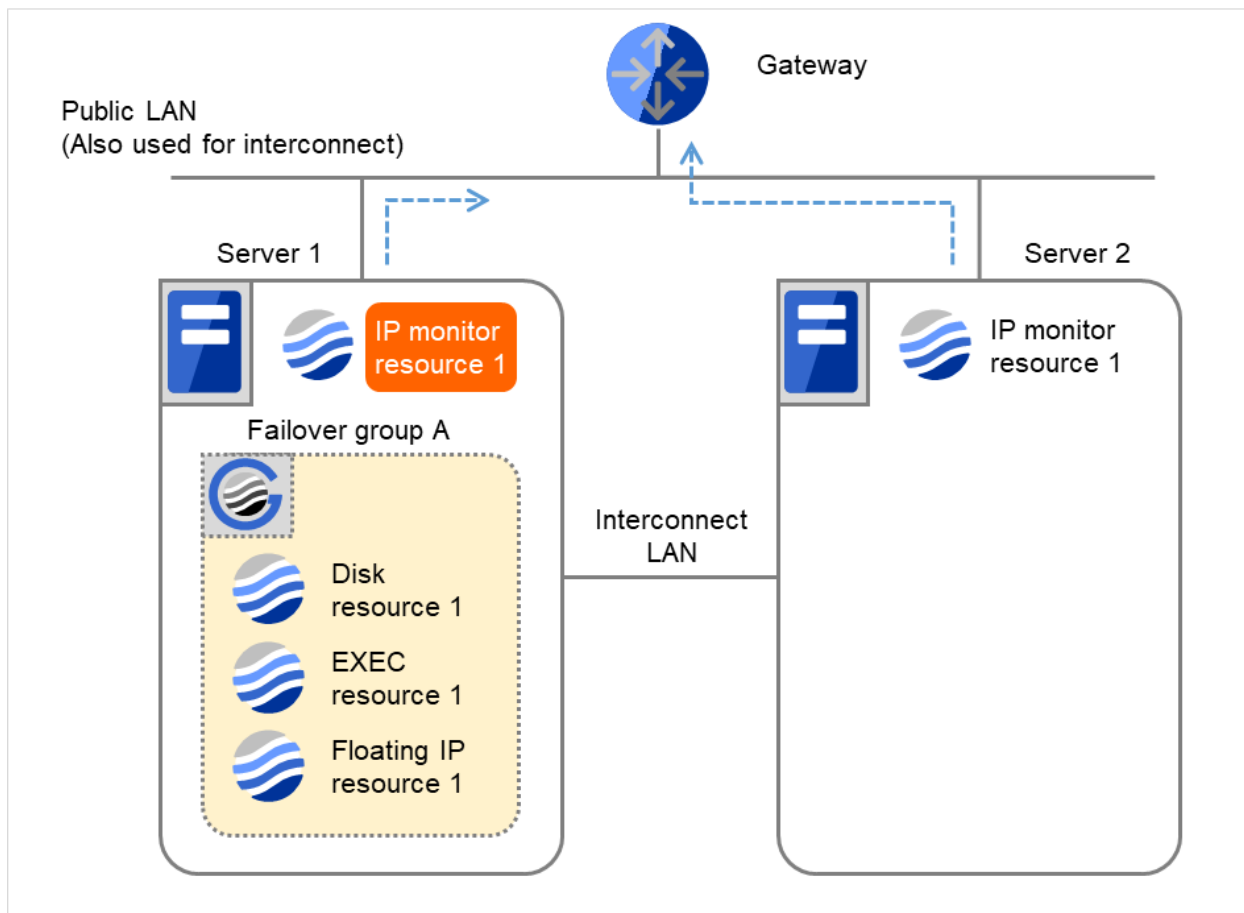 Gateway
Public LAN
(Also used for interconnect)
Server 1
Server 2
IP monitor
resource 1
IP monitor
resource 1
Failover group A
Interconnect
LAN
Disk
resource 1
EXEC
resource 1
Floating IP
resource 1